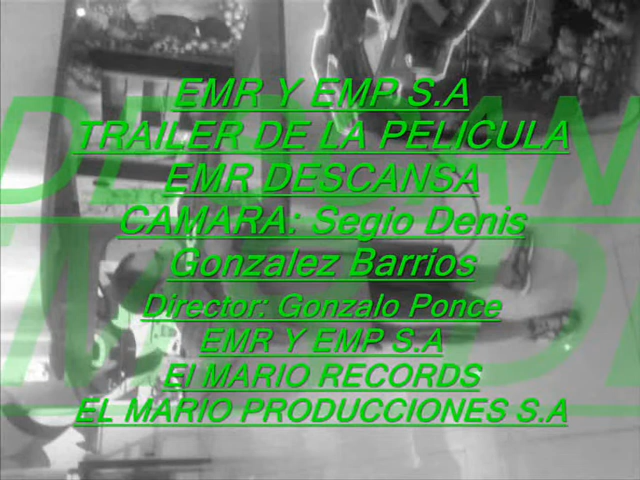 EMR Y EMP S.A
TRAILER DE LA PELICULA
EMR DESCANSA
CAMARA: Segio Denis
Gonzalez Barrios
Director: Gonzalo Ponce
EMR Y EMP S.A
El MARIO RECORDS
EL MARIO PRODUCCIONES S.A